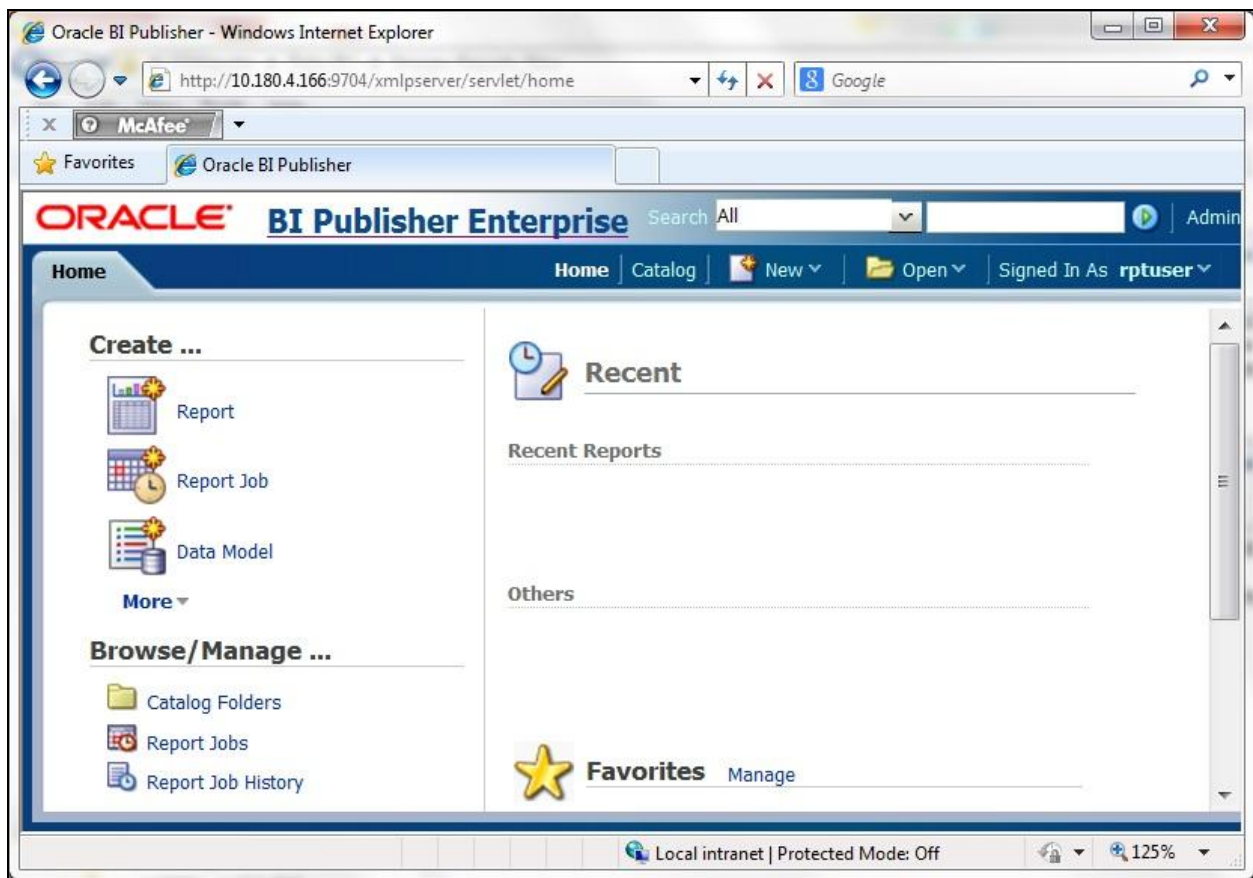 Oracle BI Publisher - Windows Internet Explorer
http://10.180.4.166:9704/xmlpserver/servlet/home
Google
x McAfee
Favorites Oracle BI Publisher
ORACLE BI Publisher Enterprise Search All Admin
Home Home Catalog New Open Signed In As rptuser
Create ...
Report
Report Job
Data Model
More
Browse/Manage ...
Catalog Folders
Report Jobs
Report Job History
Recent
Recent Reports
Others
Favorites Manage
Local intranet | Protected Mode: Off 125%